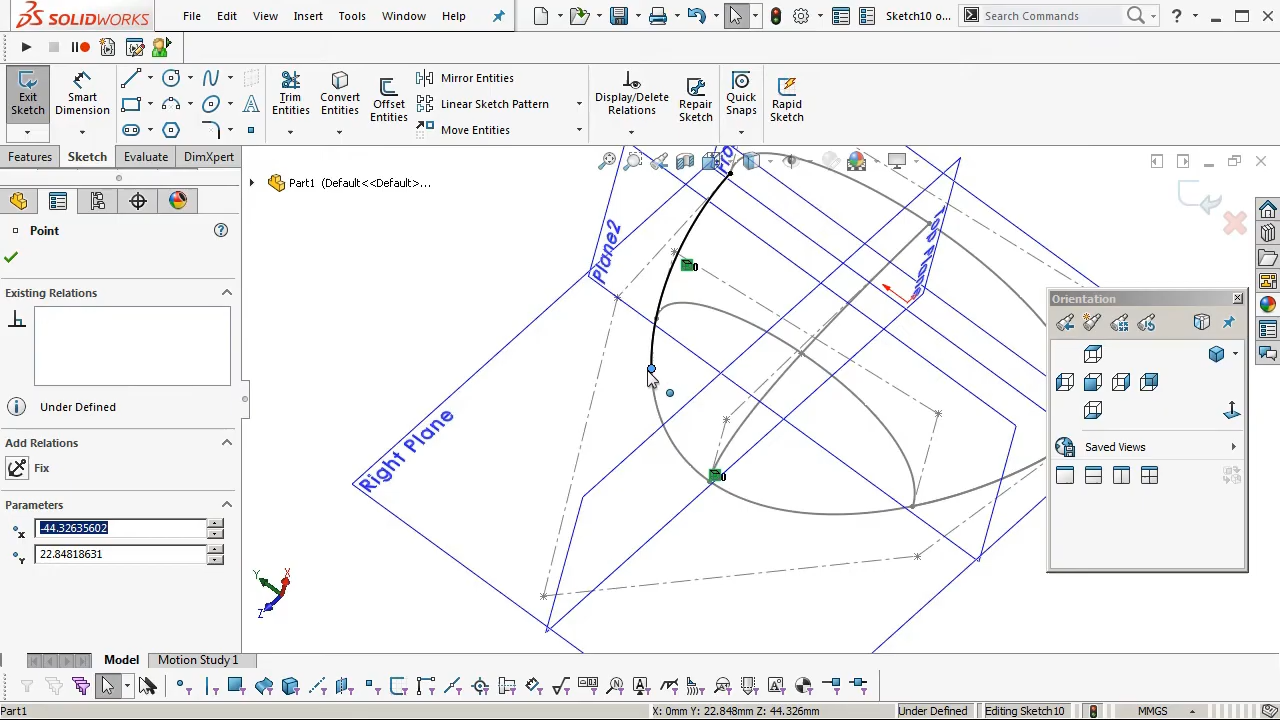 SOLIDWORKS
File Edit View Insert Tools Window Help
Sketch10 o...
Search Commands
Exit Sketch
Smart Dimension
Trim Entities
Convert Entities
Offset Entities
Mirror Entities
Linear Sketch Pattern
Move Entities
Display/Delete Relations
Repair Sketch
Quick Snaps
Rapid Sketch
Features Sketch Evaluate DimXpert
Part1 (Default<<Default>...
Point
Existing Relations
Under Defined
Add Relations
Fix
Parameters
-44.32635602
22.84818631
Plane2
Right Plane
0
0
Y
X
Z
Orientation
Saved Views
Model Motion Study 1
Part1
X: 0mm Y: 22.848mm Z: 44.326mm
Under Defined
Editing Sketch10
MMGS